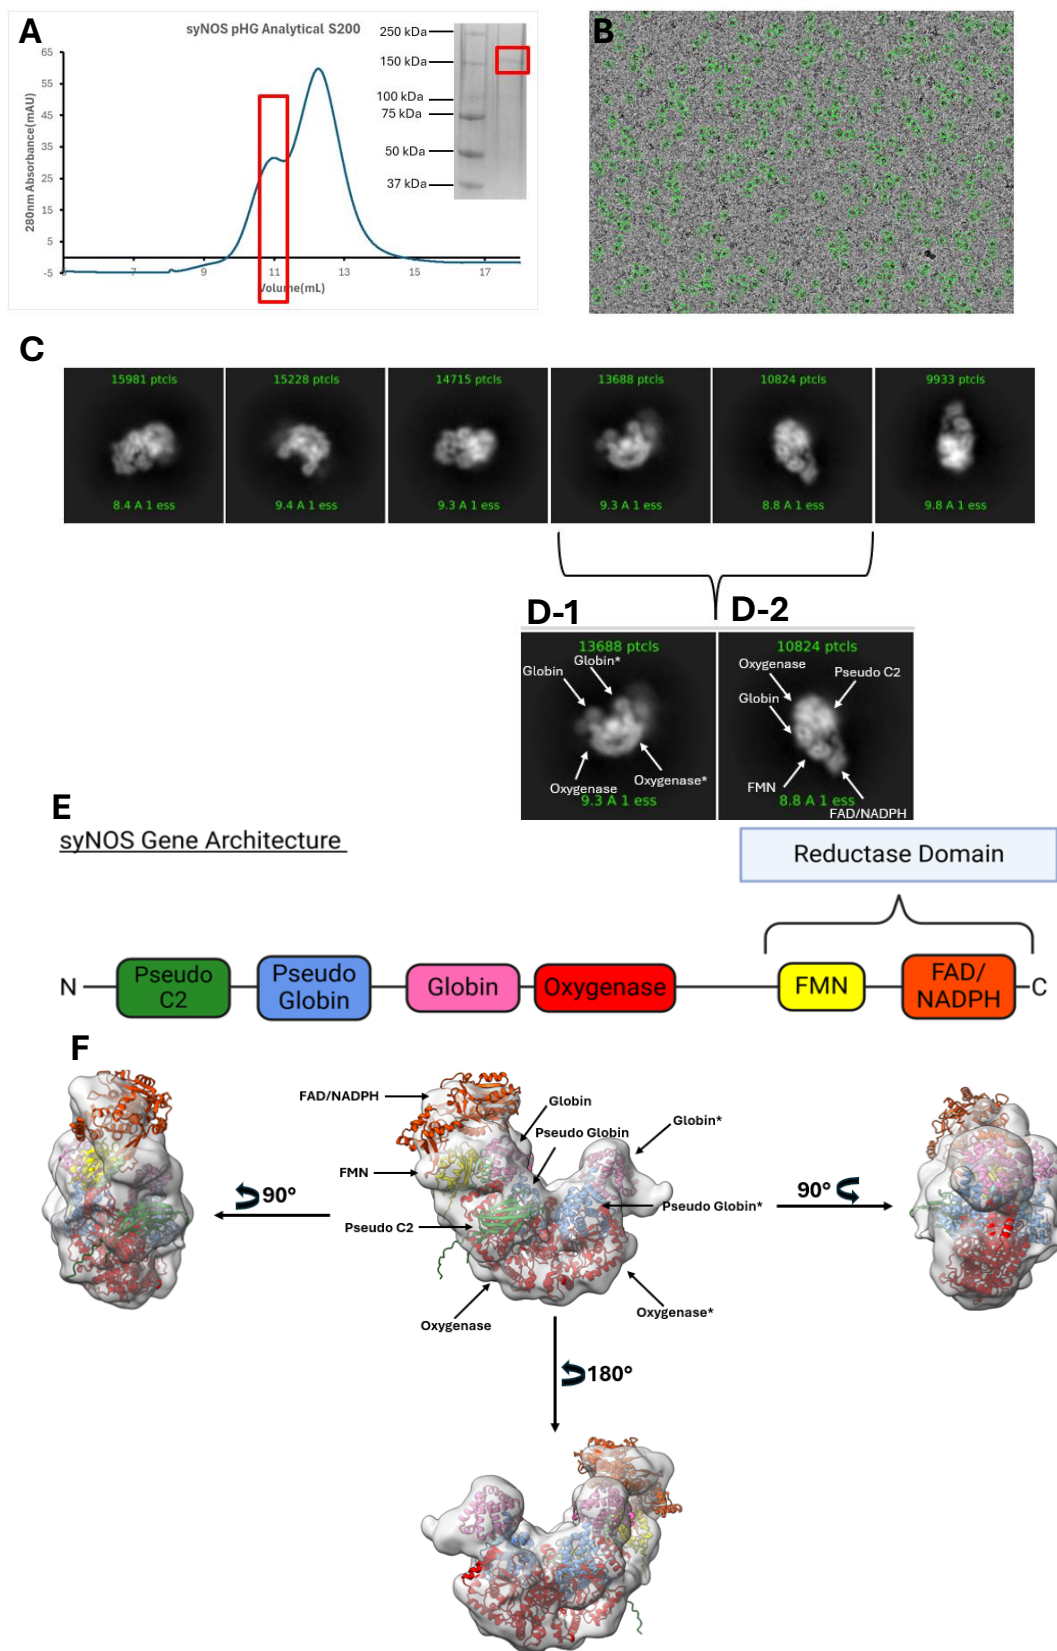 A
syNOS pHG Analytical S200
65
55
45
35
25
15
5
-5
280nm Absorbance(mAU)
7
9
11
13
15
17
Volume(mL)
250 kDa
150 kDa
100 kDa
75 kDa
50 kDa
37 kDa
B
C
15981 ptcls
15228 ptcls
14715 ptcls
13688 ptcls
10824 ptcls
9933 ptcls
8.4 A 1 ess
9.4 A 1 ess
9.3 A 1 ess
9.3 A 1 ess
8.8 A 1 ess
9.8 A 1 ess
D-1
D-2
13688 ptcls
Globin*
Globin
Oxygenase
Oxygenase*
9.3 A 1 ess
10824 ptcls
Oxygenase
Pseudo C2
Globin
FMN
8.8 A 1 ess
FAD/NADPH
E
syNOS Gene Architecture
Reductase Domain
N
Pseudo
C2
Pseudo
Globin
Globin
Oxygenase
FMN
FAD/
NADPH
C
F
FAD/NADPH
Globin
Pseudo Globin
Globin*
FMN
Pseudo Globin*
Pseudo C2
Oxygenase
Oxygenase*
90°
90°
180°